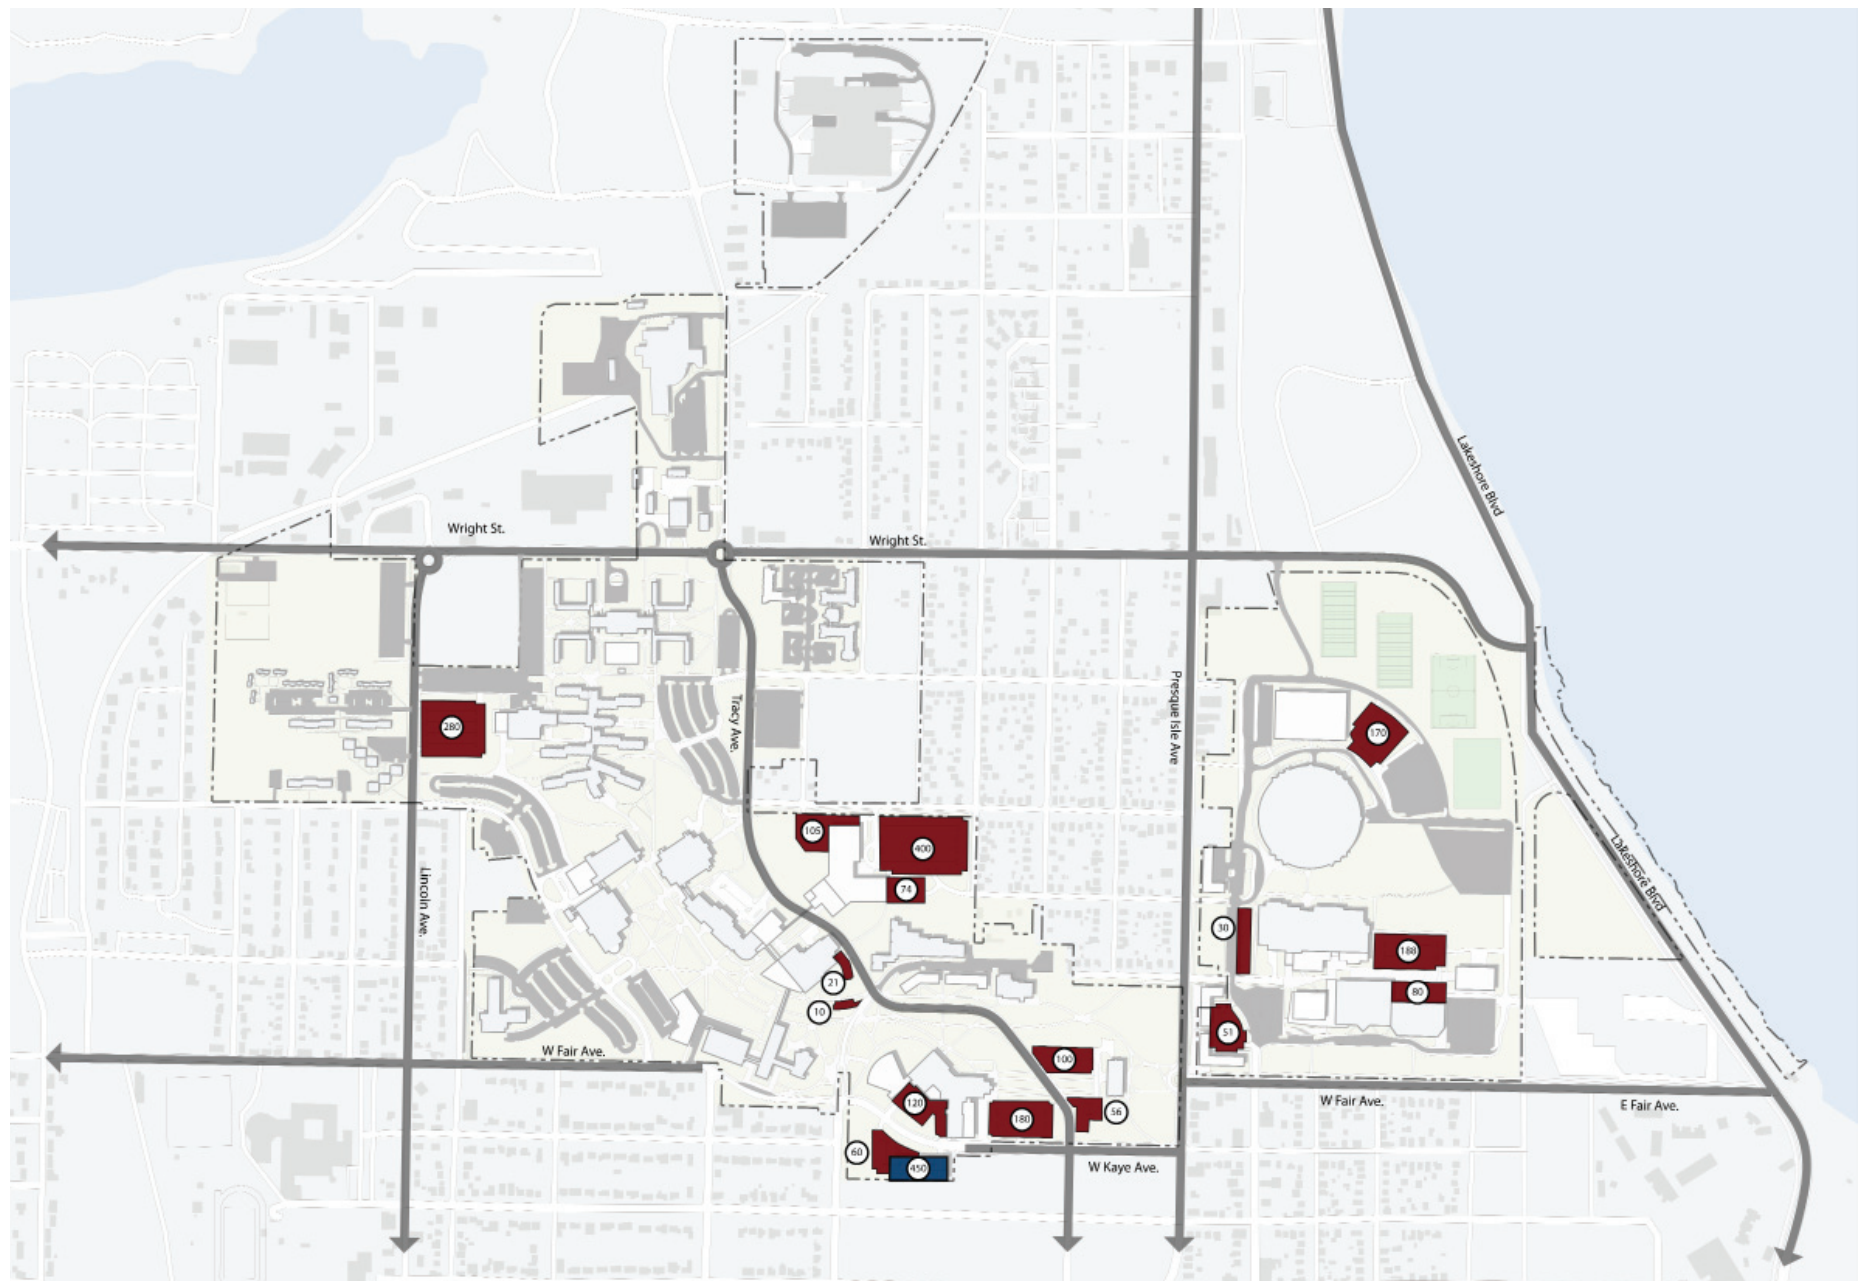 Wright St.
Wright St.
Lakeshore Blvd
Tracy Ave.
Presque Isle Ave
280
170
105
400
74
Lincoln Ave.
Lakeshore Blvd
30
188
21
80
10
51
W Fair Ave.
100
120
180
56
W Fair Ave.
E Fair Ave.
60
450
W Kaye Ave.